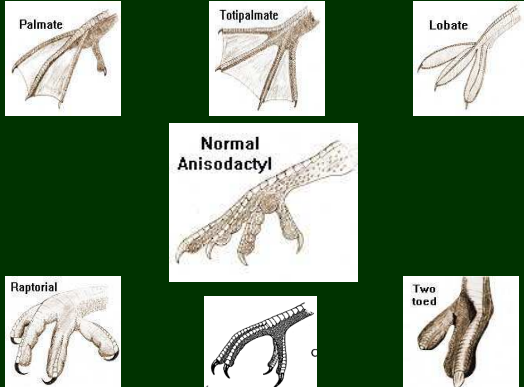 Palmate
Totipalmate
Lobate
Normal
Anisodactyl
Raptorial
Two
toed